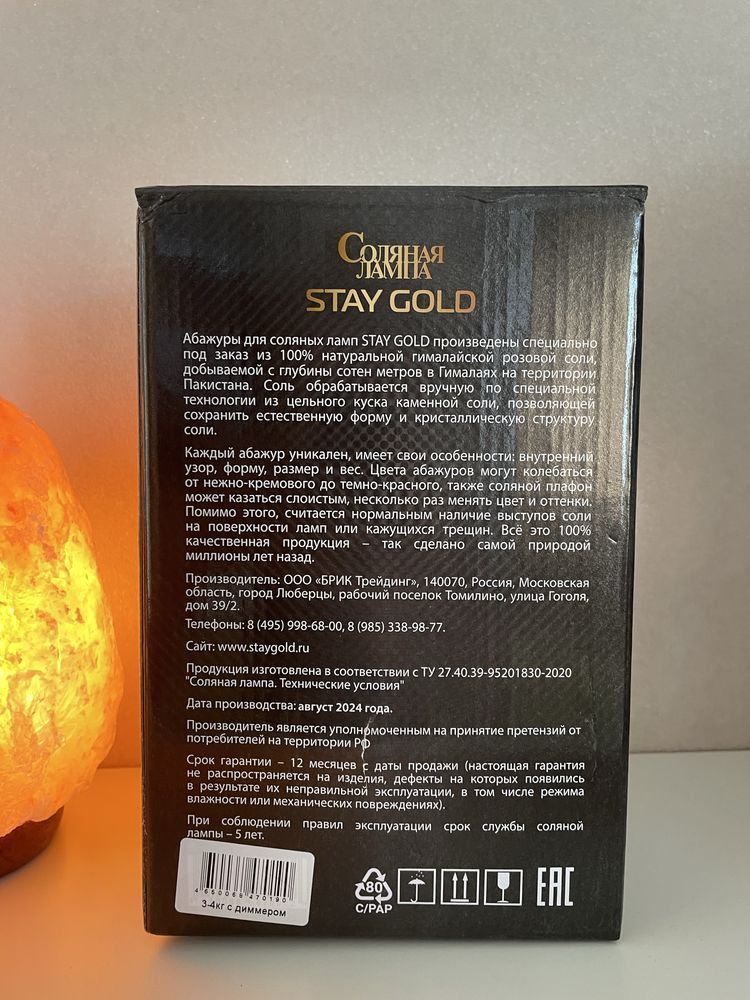 Соляная
лампа
STAY GOLD
Абажуры для соляных ламп STAY GOLD произведены специально
под заказ из 100% натуральной гималайской розовой соли,
добываемой с глубины сотен метров в Гималаях на территории
Пакистана. Соль обрабатывается вручную по специальной
технологии из цельного куска каменной соли, позволяющей
сохранить естественную форму и кристаллическую структуру
соли.
Каждый абажур уникален, имеет свои особенности: внутренний
узор, форму, размер и вес. Цвета абажуров могут колебаться
от нежно-кремового до темно-красного, также соляной плафон
может казаться слоистым, несколько раз менять цвет и оттенки.
Помимо этого, считается нормальным наличие выступов соли
на поверхности ламп или кажущихся трещин. Всё это 100%
качественная продукция – так сделано самой природой
миллионы лет назад.
Производитель: ООО «БРИК Трейдинг», 140070, Россия, Московская
область, город Люберцы, рабочий поселок Томилино, улица Гоголя,
дом 39/2.
Телефоны: 8 (495) 998-68-00, 8 (985) 338-98-77.
Сайт: www.staygold.ru
Продукция изготовлена в соответствии с ТУ 27.40.39-95201830-2020
"Соляная лампа. Технические условия"
Дата производства: август 2024 года.
Производитель является уполномоченным на принятие претензий от
потребителей на территории РФ
Срок гарантии – 12 месяцев с даты продажи (настоящая гарантия
не распространяется на изделия, дефекты на которых появились
в результате их неправильной эксплуатации, в том числе режима
влажности или механических повреждениях).
При соблюдении правил эксплуатации срок службы соляной
лампы – 5 лет.
4 650068 470190
3-4кг с диммером
80
C/PAP
EAC